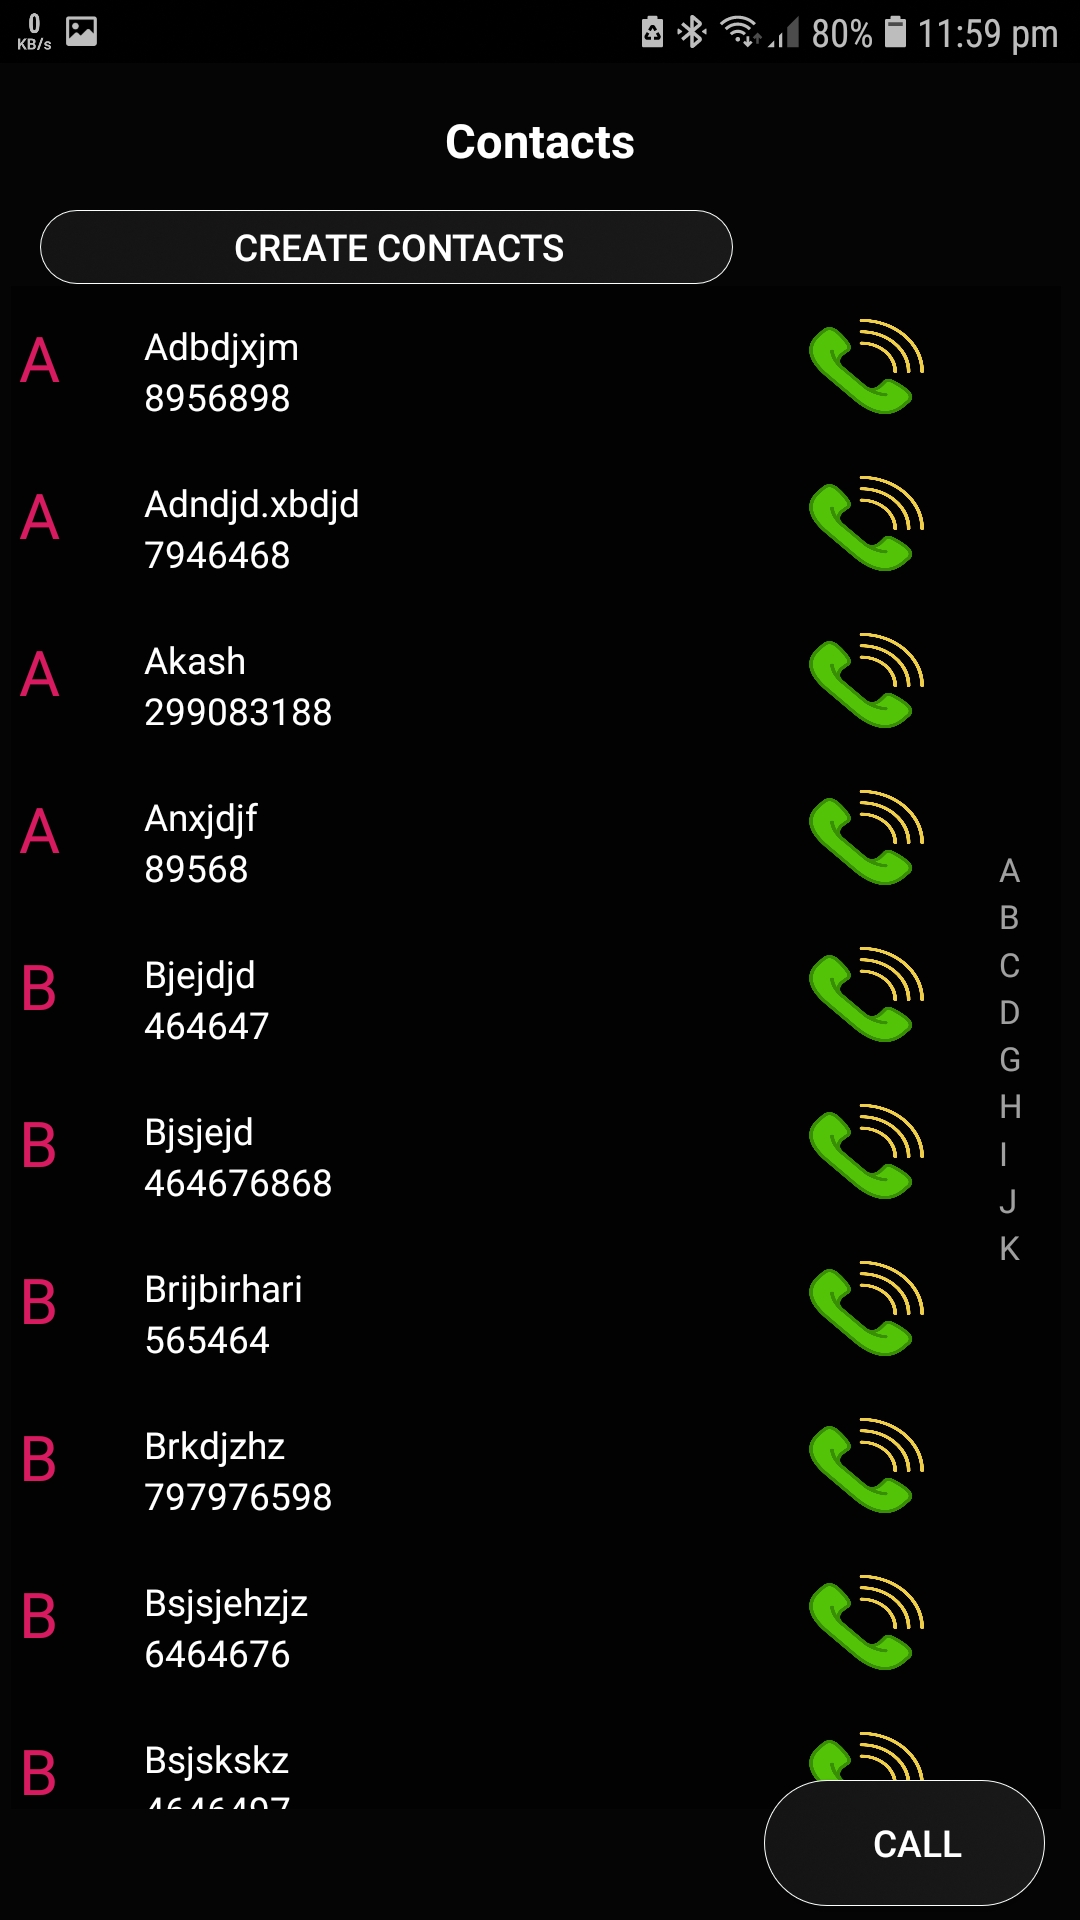 0
KB/s
80% 11:59 pm
Contacts
CREATE CONTACTS
A
Adbdjxjm
8956898
A
Adndjd.xbdjd
7946468
A
Akash
299083188
A
Anxjdjf
89568
B
Bjejdjd
464647
B
Bjsjejd
464676868
B
Brijbirhari
565464
B
Brkdjzhz
797976598
B
Bsjsjehzjz
6464676
B
Bsjskskz
A
B
C
D
G
H
I
J
K
CALL